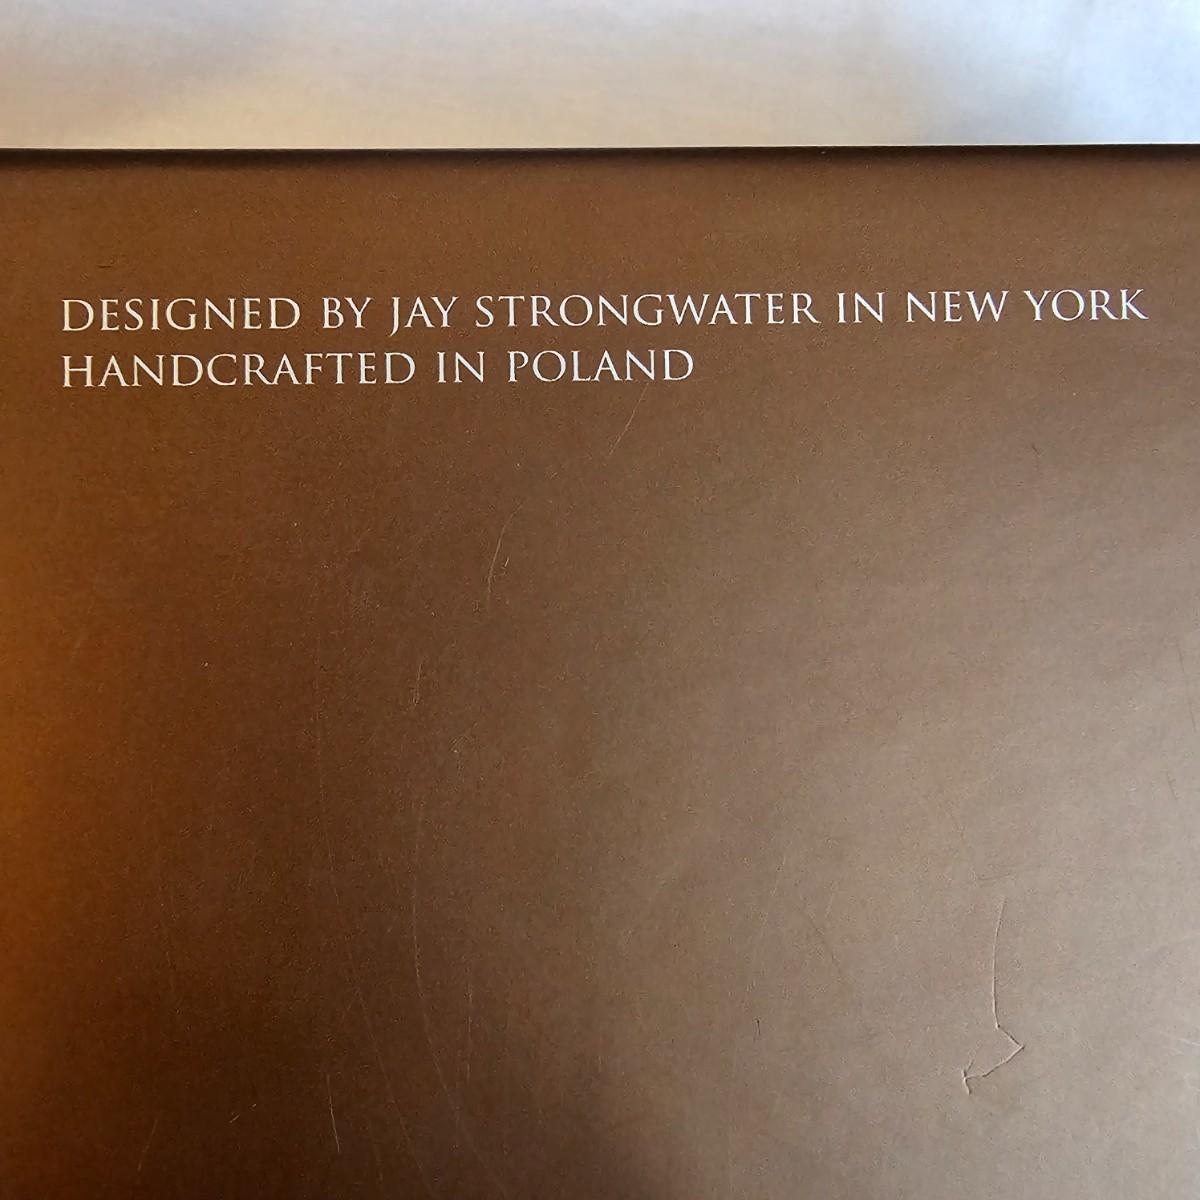 DESIGNED BY JAY STRONGWATER IN NEW YORK
HANDCRAFTED IN POLAND